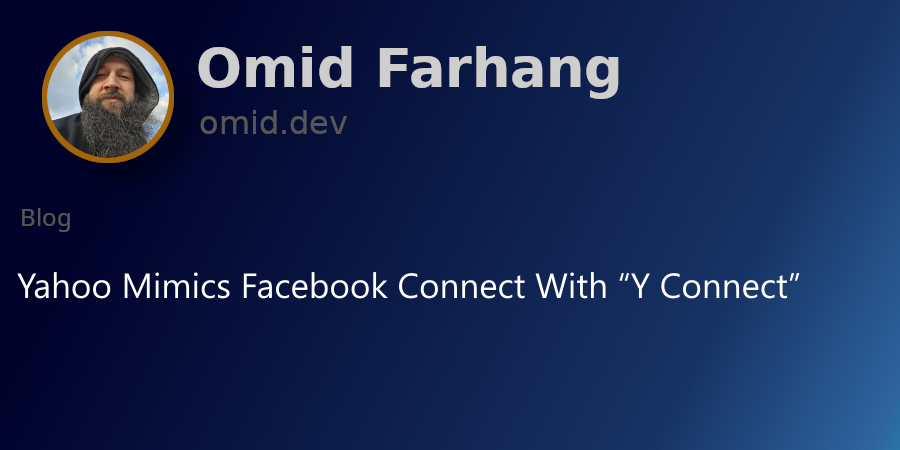 Omid Farhang
omid.dev
Blog
Yahoo Mimics Facebook Connect With “Y Connect”